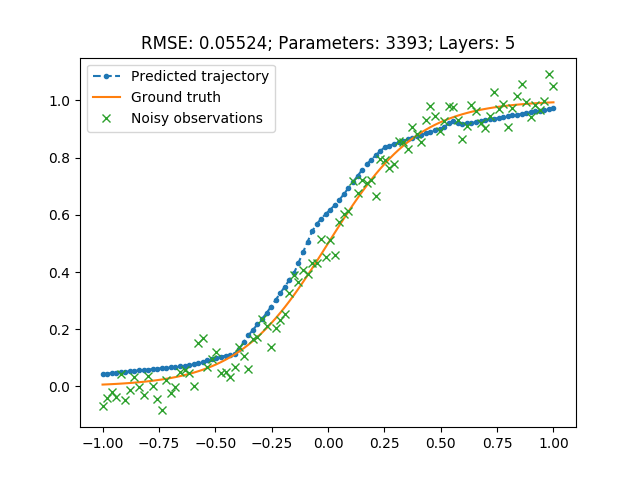 RMSE: 0.05524; Parameters: 3393; Layers: 5
Predicted trajectory
Ground truth
Noisy observations
1.0
0.8
0.6
0.4
0.2
0.0
−1.00 −0.75 −0.50 −0.25 0.00 0.25 0.50 0.75 1.00